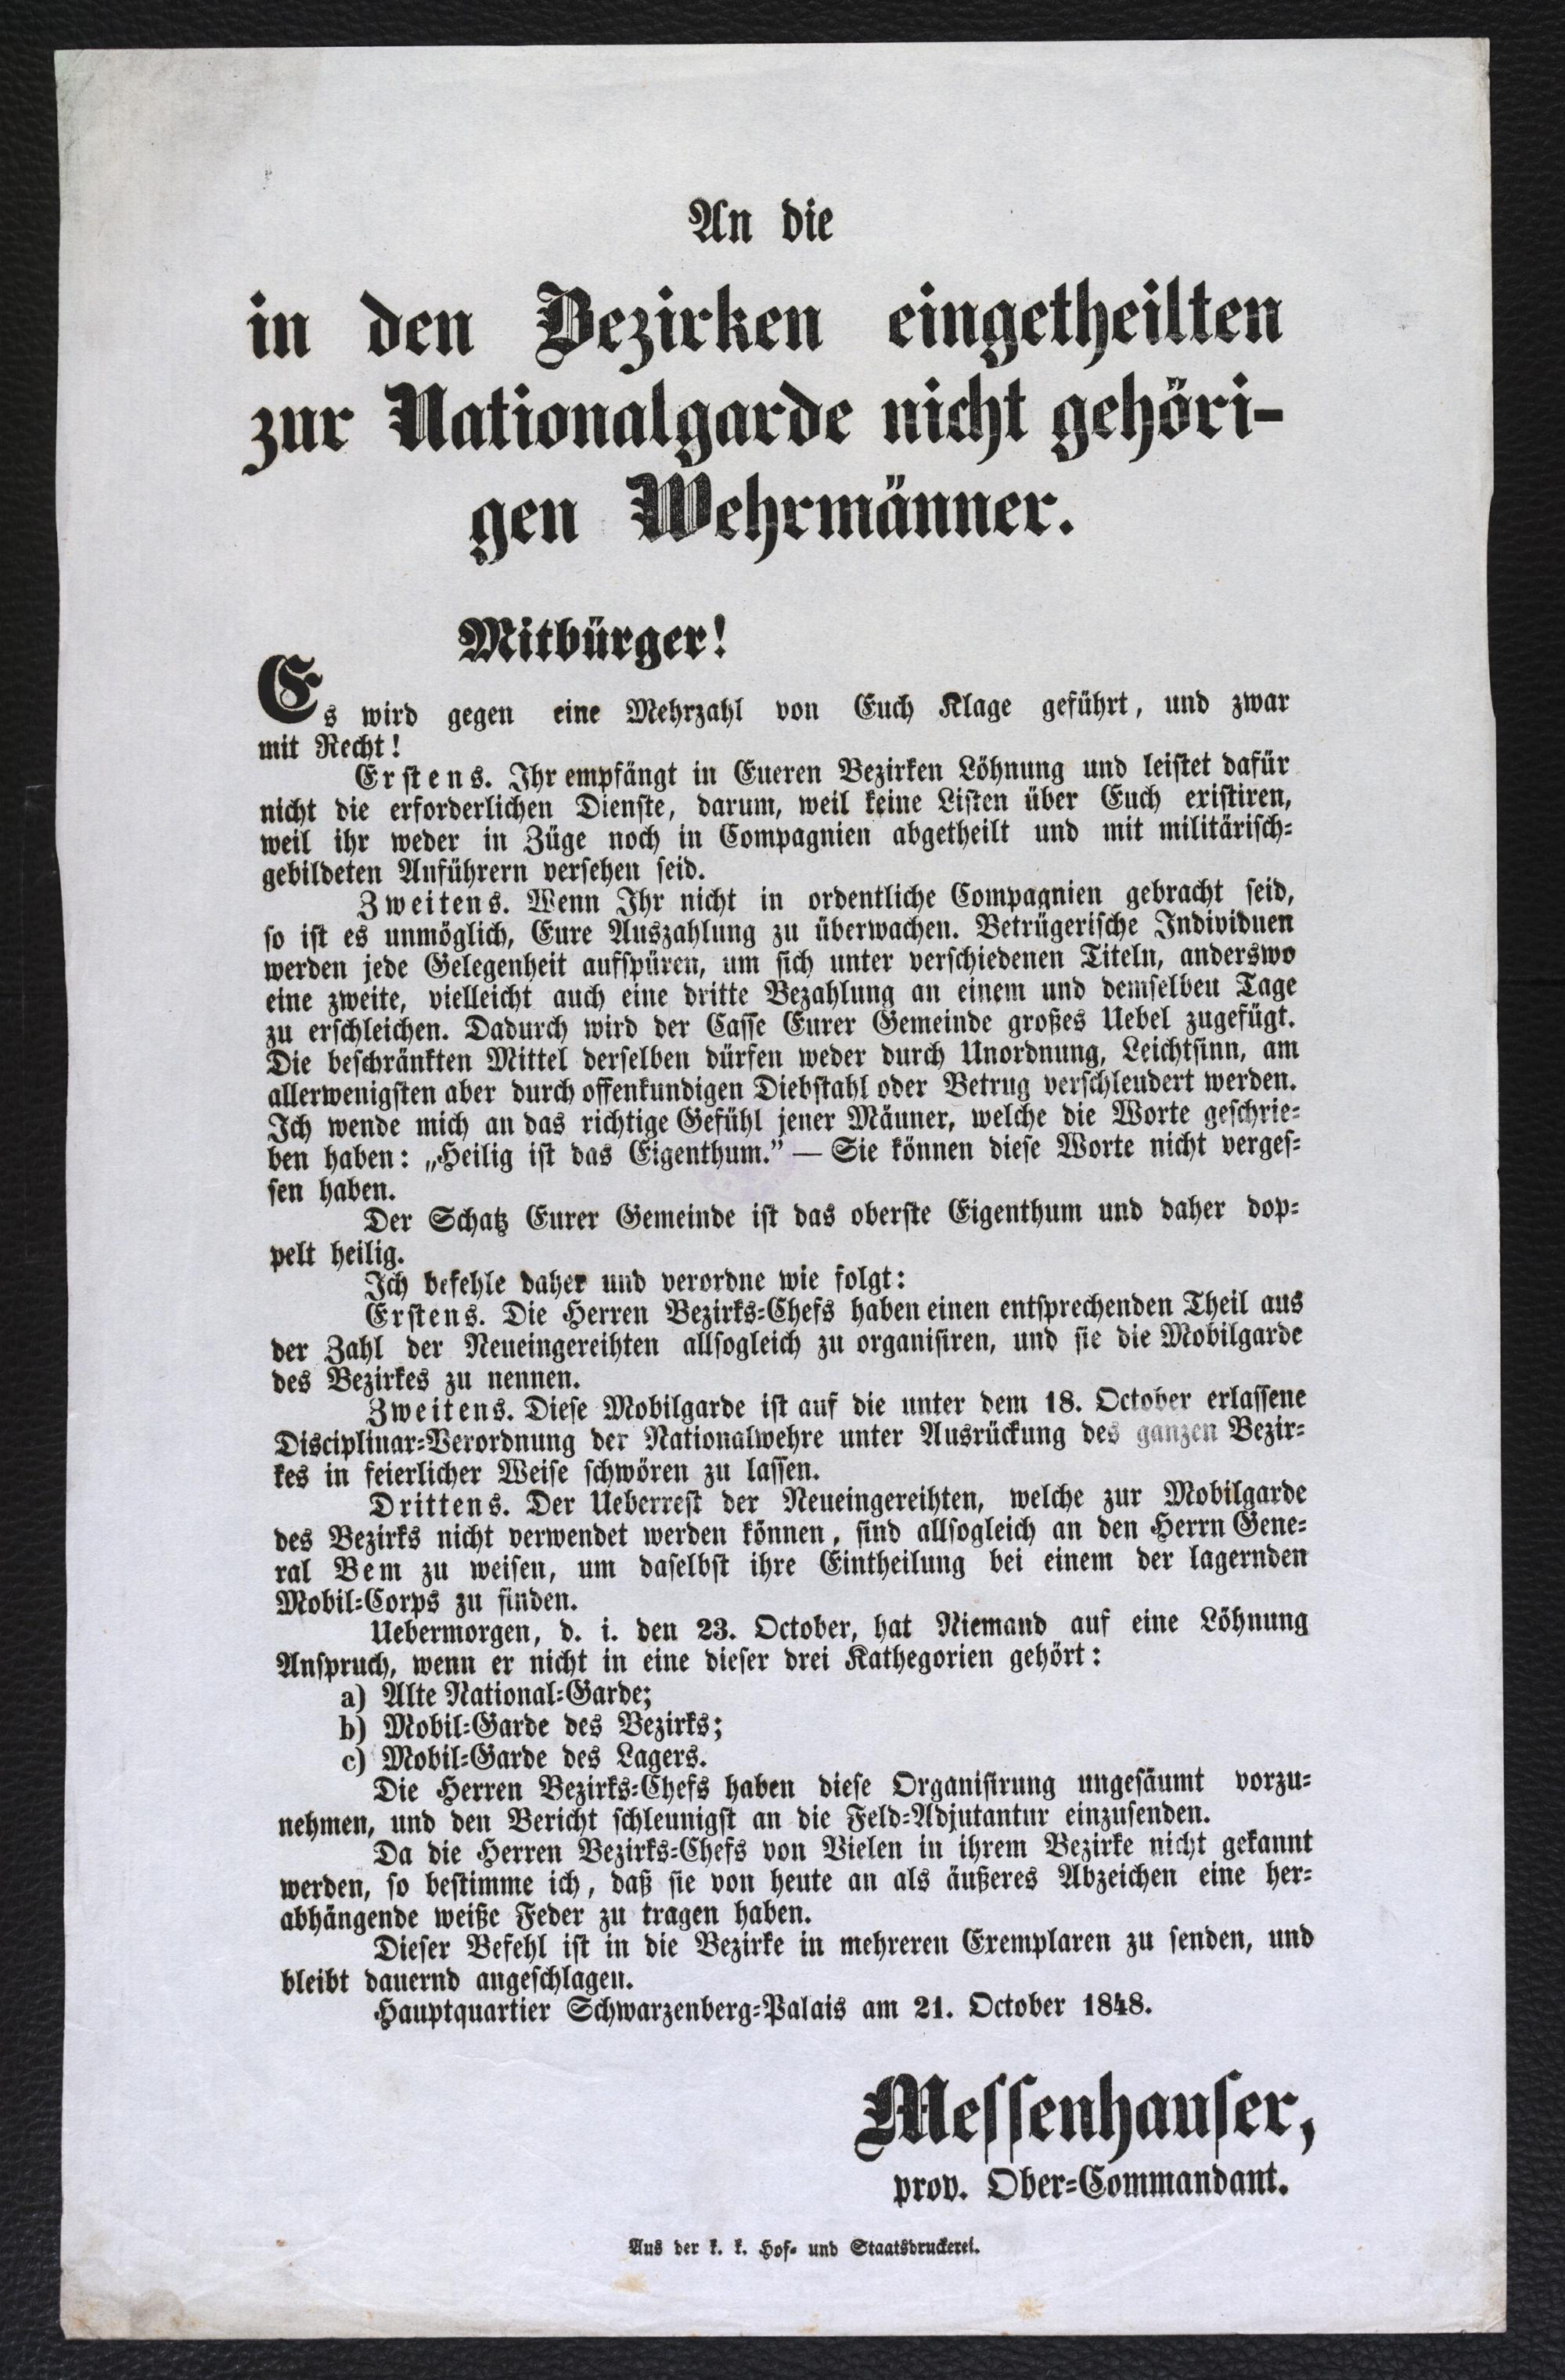 An die
in den Bezirken eingetheilten
zur Nationalgarde nicht gehöri-
gen Wehrmänner.
Mitbürger!
Es wird gegen eine Mehrzahl von Euch Klage geführt, und zwar
mit Recht!
Erstens. Ihr empfängt in Eueren Bezirken Löhnung und leistet dafür
nicht die erforderlichen Dienste, darum, weil keine Listen über Euch existiren,
weil ihr weder in Züge noch in Compagnien abgetheilt und mit militärisch-
gebildeten Anführern versehen seid.
Zweitens. Wenn Ihr nicht in ordentliche Compagnien gebracht seid,
so ist es unmöglich, Eure Auszahlung zu überwachen. Betrügerische Individuen
werden jede Gelegenheit aufspüren, um sich unter verschiedenen Titeln, anderswo
eine zweite, vielleicht auch eine dritte Bezahlung an einem und demselben Tage
zu erschleichen. Dadurch wird der Casse Eurer Gemeinde großes Uebel zugefügt.
Die beschränkten Mittel derselben dürfen weder durch Unordnung, Leichtsinn, am
allerwenigsten aber durch offenkundigen Diebstahl oder Betrug verschleudert werden.
Ich wende mich an das richtige Gefühl jener Männer, welche die Worte geschrie-
ben haben: „Heilig ist das Eigenthum.” — Sie können diese Worte nicht verges-
sen haben.
Der Schatz Eurer Gemeinde ist das oberste Eigenthum und daher dop-
pelt heilig.
Ich befehle daher und verordne wie folgt:
Erstens. Die Herren Bezirks-Chefs haben einen entsprechenden Theil aus
der Zahl der Neueingereihten allsogleich zu organisiren, und sie die Mobilgarde
des Bezirkes zu nennen.
Zweitens. Diese Mobilgarde ist auf die unter dem 18. October erlassene
Disciplinar-Verordnung der Nationalwehre unter Ausrückung des ganzen Bezir-
kes in feierlicher Weise schwören zu lassen.
Drittens. Der Ueberrest der Neueingereihten, welche zur Mobilgarde
des Bezirks nicht verwendet werden können, sind allsogleich an den Herrn Gene-
ral Bem zu weisen, um daselbst ihre Eintheilung bei einem der lagernden
Mobil-Corps zu finden.
Uebermorgen, d. i. den 23. October, hat Niemand auf eine Löhnung
Anspruch, wenn er nicht in eine dieser drei Kathegorien gehört:
a) Alte National-Garde;
b) Mobil-Garde des Bezirks;
c) Mobil-Garde des Lagers.
Die Herren Bezirks-Chefs haben diese Organisirung ungesäumt vorzu-
nehmen, und den Bericht schleunigst an die Feld-Adjutantur einzusenden.
Da die Herren Bezirks-Chefs von Vielen in ihrem Bezirke nicht gekannt
werden, so bestimme ich, daß sie von heute an als äußeres Abzeichen eine her-
abhängende weiße Feder zu tragen haben.
Dieser Befehl ist in die Bezirke in mehreren Exemplaren zu senden, und
bleibt dauernd angeschlagen.
Hauptquartier Schwarzenberg-Palais am 21. October 1848.
Messenhauser,
prov. Ober-Commandant.
Aus der k. k. Hof- und Staatsdruckerei.